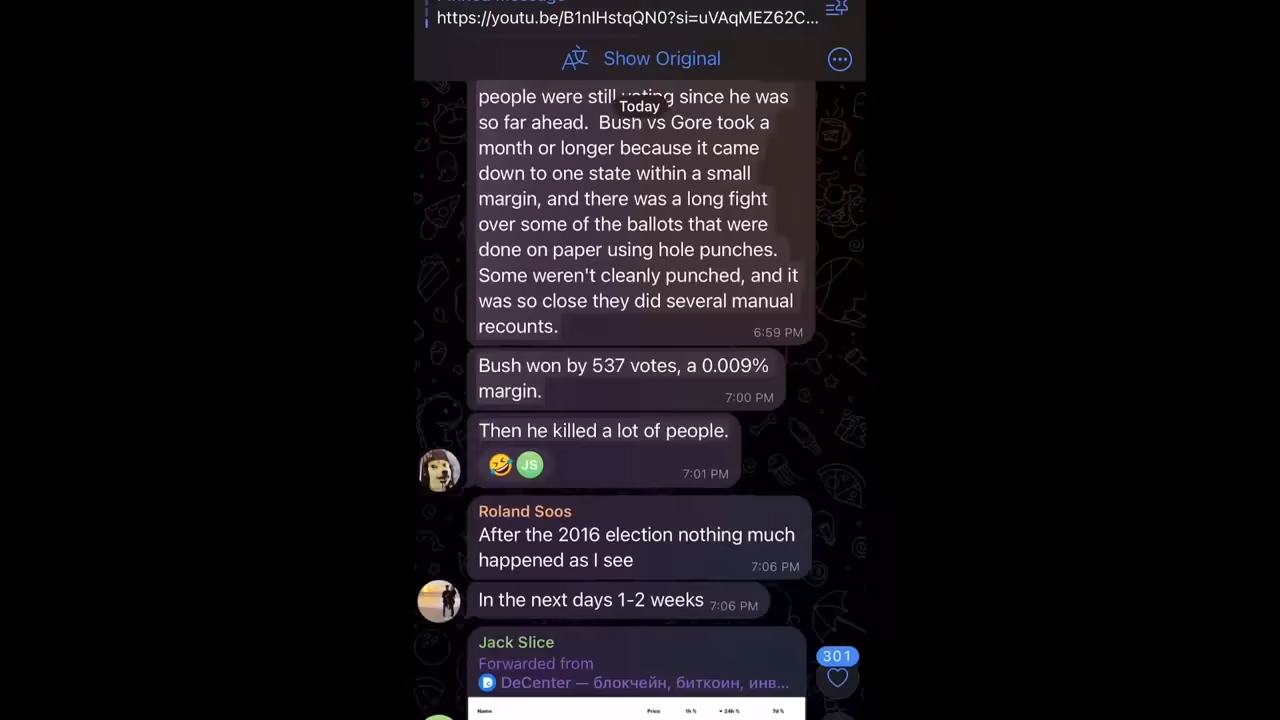 https://youtu.be/B1nIHstqQN0?si=uVAqMEZ62C...
Show Original
people were still voting since he was
Today
so far ahead. Bush vs Gore took a
month or longer because it came
down to one state within a small
margin, and there was a long fight
over some of the ballots that were
done on paper using hole punches.
Some weren't cleanly punched, and it
was so close they did several manual
recounts.
6:59 PM
Bush won by 537 votes, a 0.009%
margin.
7:00 PM
Then he killed a lot of people.
JS
7:01 PM
Roland Soos
After the 2016 election nothing much
happened as I see
7:06 PM
In the next days 1-2 weeks 7:06 PM
Jack Slice
301
Forwarded from
DeCenter — блокчейн, биткоин, инв...
Name Price 1h % 24h % 7d %